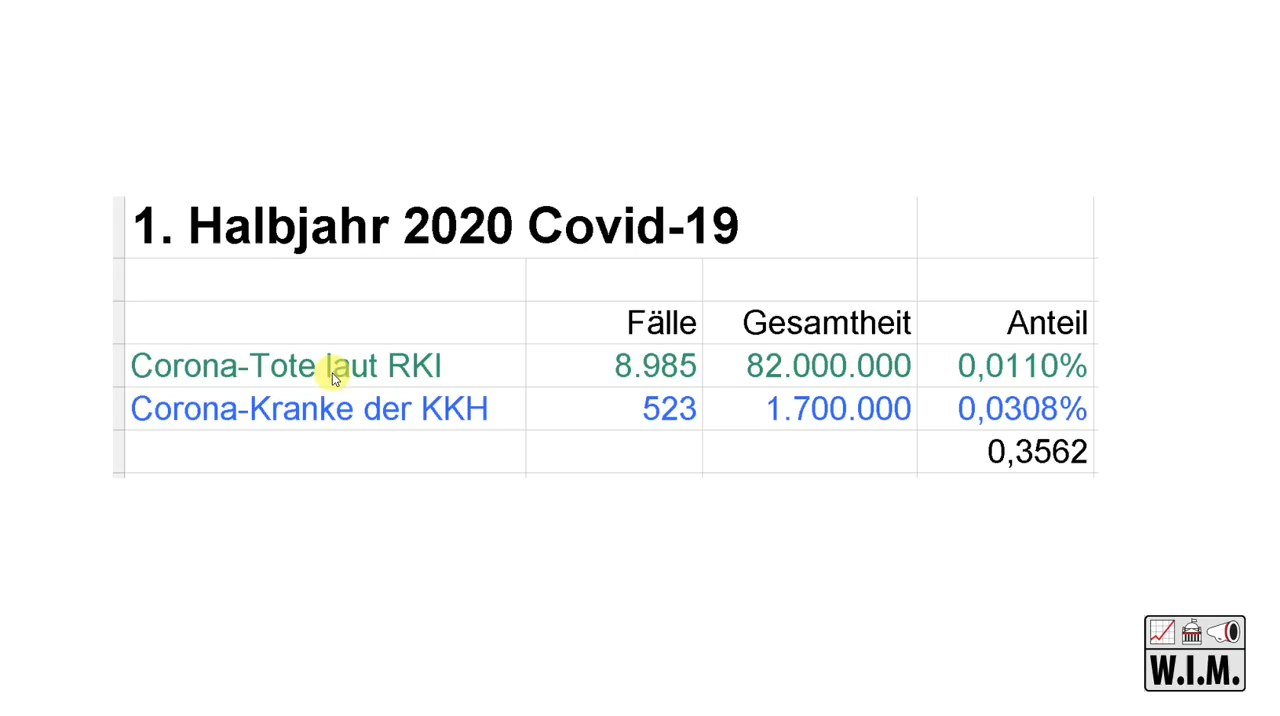 1. Halbjahr 2020 Covid-19
Fälle Gesamtheit Anteil
Corona-Tote laut RKI 8.985 82.000.000 0,0110%
Corona-Kranke der KKH 523 1.700.000 0,0308%
0,3562
W.I.M.